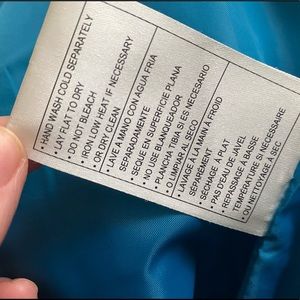 • HAND WASH COLD SEPARATELY
• LAY FLAT TO DRY
• DO NOT BLEACH
• IRON LOW HEAT IF NECESSARY
• OR DRY CLEAN
• LAVE A MANO CON AGUA FRIA
SEPARADAMENTE
• SEQUE EN SUPERFICIE PLANA
• NO USE BLANQUEADOR
• PLANCHA TIBIA SI ES NECESARIO
• O LIMPIAR AL SECO
• LAVAGE À LA MAIN À FROID
SÉPARÉMENT
• SÉCHAGE À PLAT
• PAS D'EAU DE JAVEL
• REPASSAGE À BASSE
TEMPÉRATURE SI NÉCESSAIRE
• OU NETTOYAGE À SEC